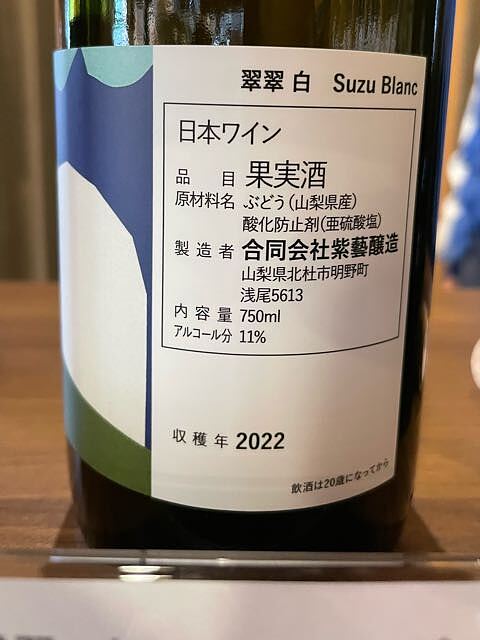 翠翠 白 Suzu Blanc
日本ワイン
品目 果実酒
原材料名 ぶどう(山梨県産)
酸化防止剤(亜硫酸塩)
製造者 合同会社紫藝醸造
山梨県北杜市明野町
浅尾5613
内容量 750ml
アルコール分 11%
収穫年 2022
飲酒は20歳になってから